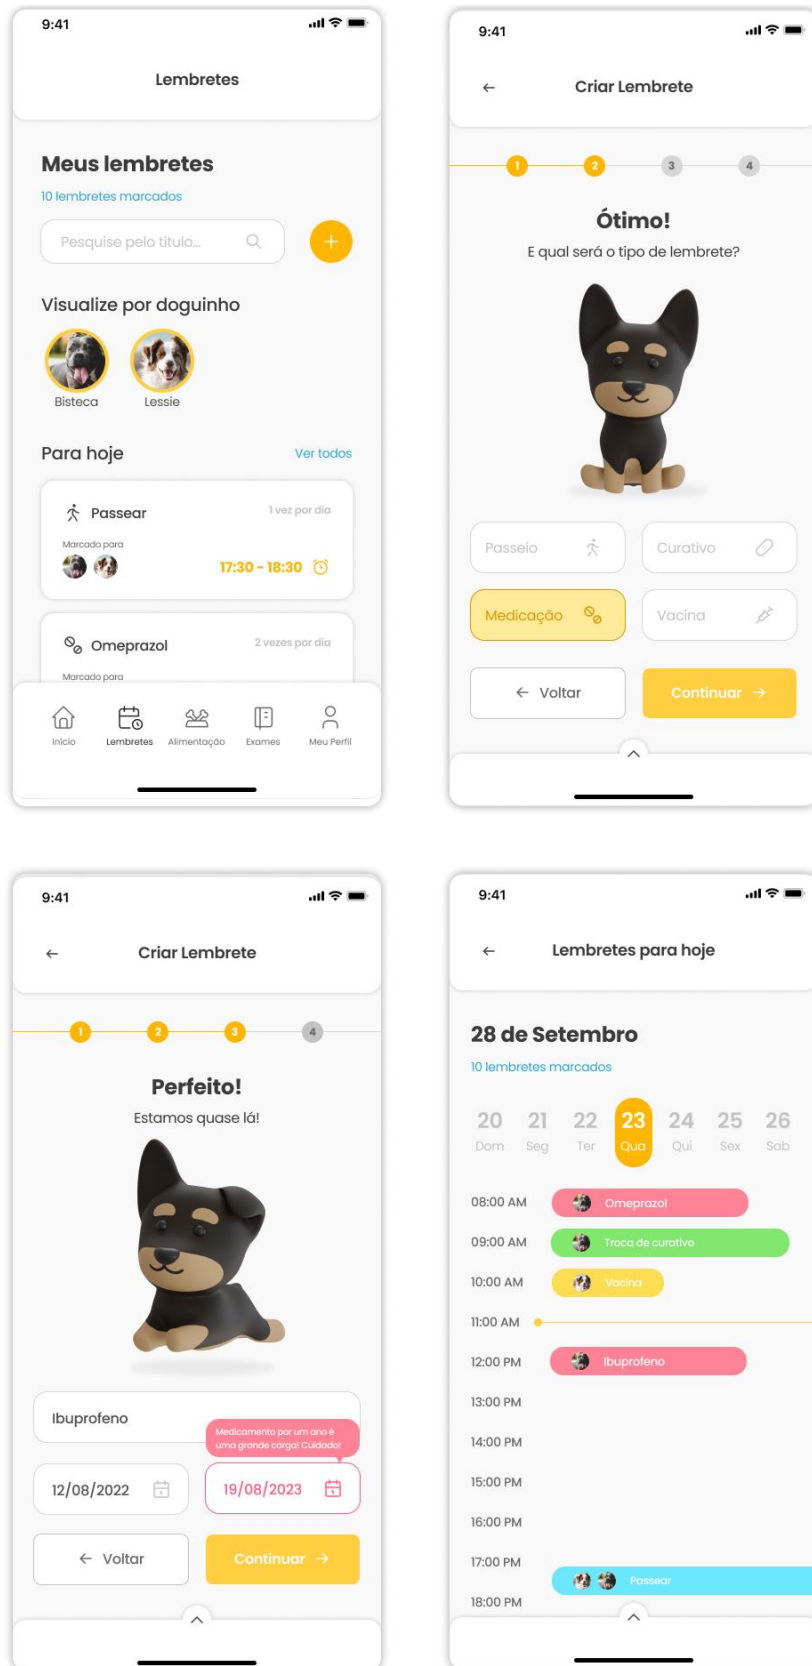 9:41
Lembretes
Meus lembretes
10 lembretes marcados
Pesquise pelo título...
+
Visualize por doguinho
Bisteca Lessie
Para hoje Ver todos
Passear 1 vez por dia
Marcado para
17:30 - 18:30
Omeprazol 2 vezes por dia
Marcado para
Início Lembretes Alimentação Exames Meu Perfil
9:41
Criar Lembrete
1 2 3 4
Ótimo!
E qual será o tipo de lembrete?
Passeio Curativo
Medicação Vacina
← Voltar Continuar →
9:41
← Criar Lembrete
1 2 3 4
Perfeito!
Estamos quase lá!
Ibuprofeno
Medicamento por um ano é
uma grande carga! Cuidado!
12/08/2022 19/08/2023
← Voltar Continuar →
9:41
← Lembretes para hoje
28 de Setembro
10 lembretes marcados
20 21 22 23 24 25 26
Dom Seg Ter Qua Qui Sex Sab
08:00 AM Omeprazol
09:00 AM Troca de curativo
10:00 AM Vacina
11:00 AM
12:00 PM Ibuprofeno
13:00 PM
14:00 PM
15:00 PM
16:00 PM
17:00 PM
Passear
18:00 PM